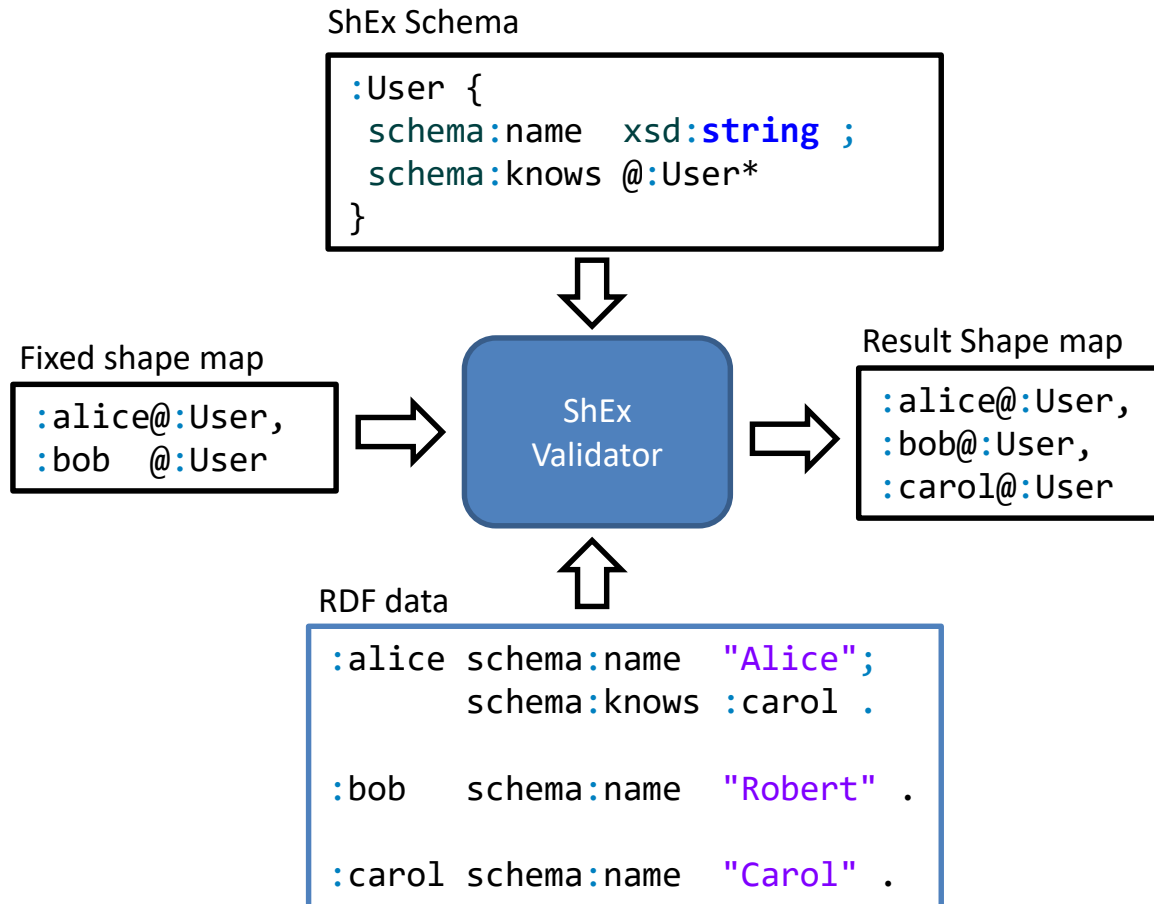 ShEx Schema
:User {
schema:name xsd:string ;
schema:knows @:User*
}
Fixed shape map
:alice@:User,
:bob @:User
ShEx
Validator
Result Shape map
:alice@:User,
:bob@:User,
:carol@:User
RDF data
:alice schema:name "Alice";
schema:knows :carol .
:bob schema:name "Robert" .
:carol schema:name "Carol" .